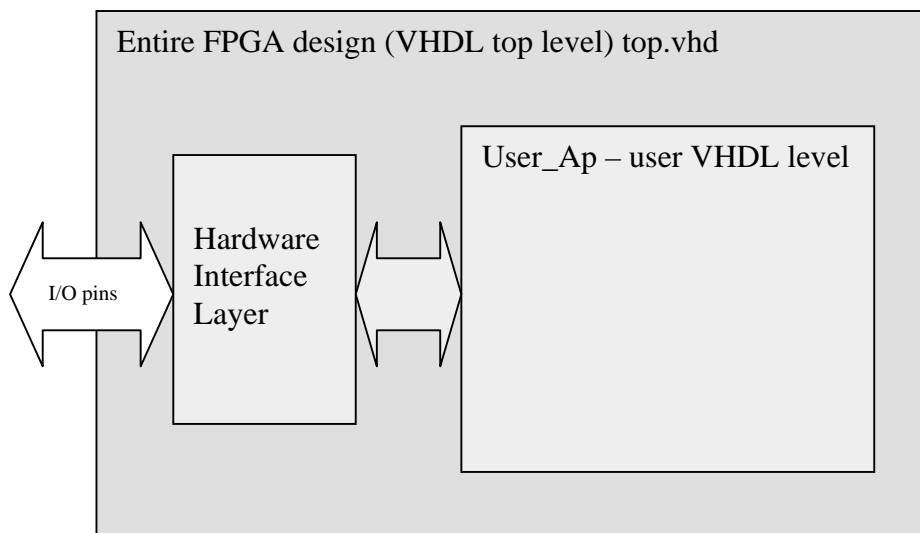 Entire FPGA design (VHDL top level) top.vhd
User_Ap – user VHDL level
Hardware
Interface
Layer
I/O pins